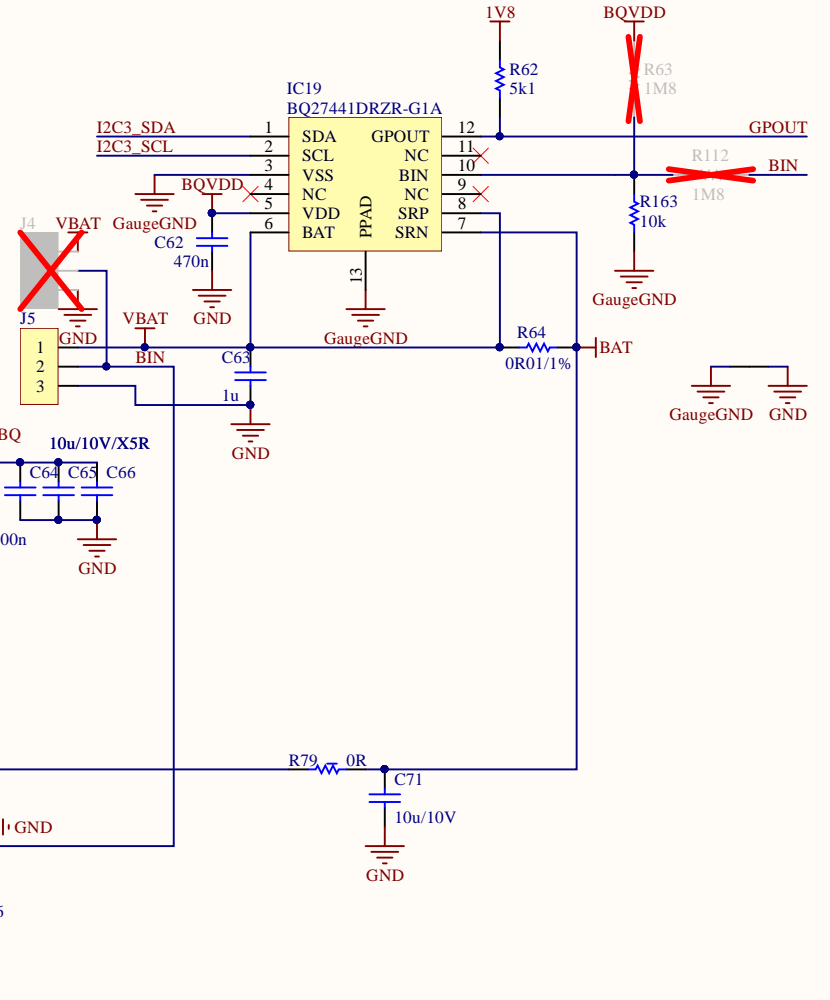 1V8
BQVDD
R62
5k1
R63
1M8
IC19
BQ27441DRZR-G1A
I2C3_SDA
I2C3_SCL
1 SDA
2 SCL
3 VSS
4 NC
5 VDD
6 BAT
12 GPOUT
11 NC
10 BIN
9 NC
8 SRP
7 SRN
PPAD
13
GPOUT
R112
BIN
1M8
R163
10k
GaugeGND
BQVDD
GaugeGND
C62
470n
GND
J4
VBAT
GND
J5
1
2
3
VBAT
BIN
C63
1u
GND
GaugeGND
R64
0R01/1%
BAT
GaugeGND
GND
BQ
10u/10V/X5R
C64
C65
C66
00n
GND
R79
0R
C71
10u/10V
GND
GND